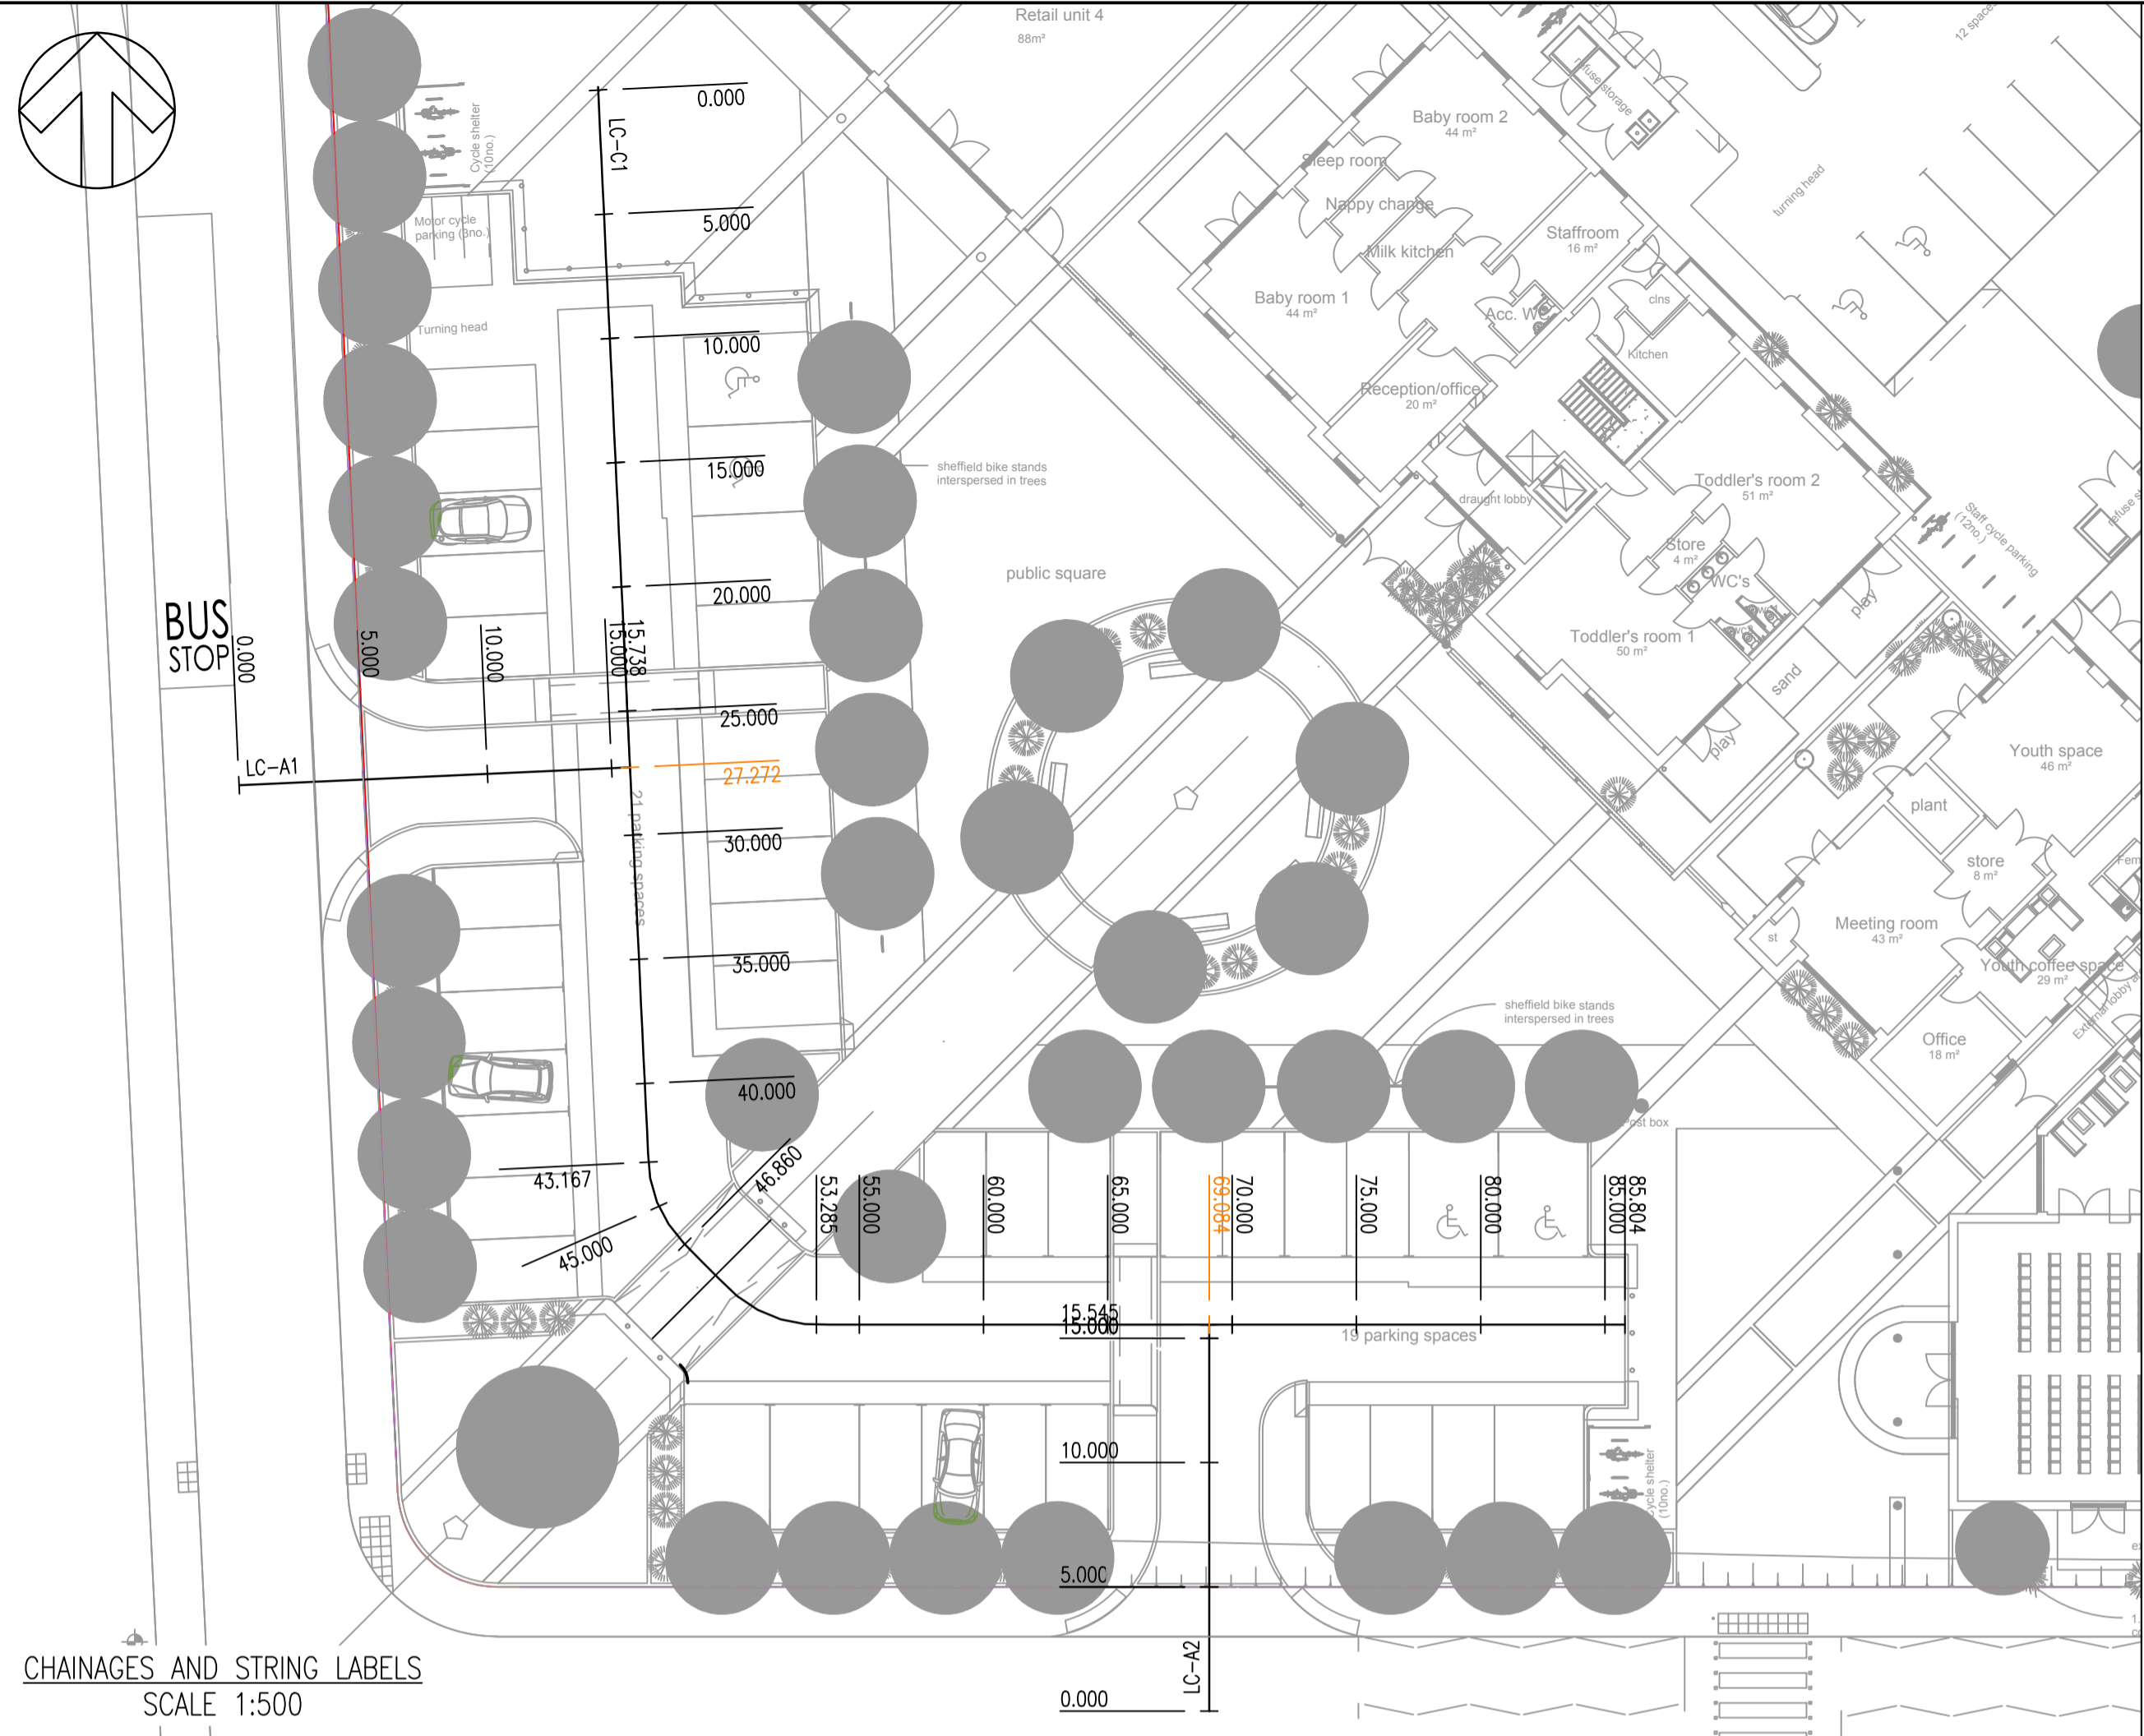 Retail unit 4
88m²
12 spaces
0.000
LC-C1
Cycle shelter
(10no.)
refuse storage
Baby room 2
44 m²
Sleep room
Nappy change
Milk kitchen
turning head
Motor cycle
parking (3no.)
5.000
Staffroom
16 m²
Baby room 1
44 m²
clns
Acc. WC
Turning head
10.000
Kitchen
Reception/office
20 m²
15.000
sheffield bike stands
interspersed in trees
draught lobby
Toddler's room 2
51 m²
Staff cycle parking
(12no.)
Store
4 m²
WC's
public square
20.000
play
BUS
STOP
0.000
5.000
10.000
15.000
15.738
Toddler's room 1
50 m²
sand
25.000
play
LC-A1
27.272
Youth space
46 m²
21 parking spaces
plant
30.000
store
8 m²
Fem
Meeting room
43 m²
st
35.000
Youth coffee space
29 m²
sheffield bike stands
interspersed in trees
External lobby
Office
18 m²
40.000
Post box
43.167
46.860
45.000
53.285
55.000
60.000
65.000
69.084
70.000
75.000
80.000
85.000
85.804
15.545
15.000
19 parking spaces
10.000
Cycle shelter
(10no.)
5.000
LC-A2
0.000
CHAINAGES AND STRING LABELS
SCALE 1:500